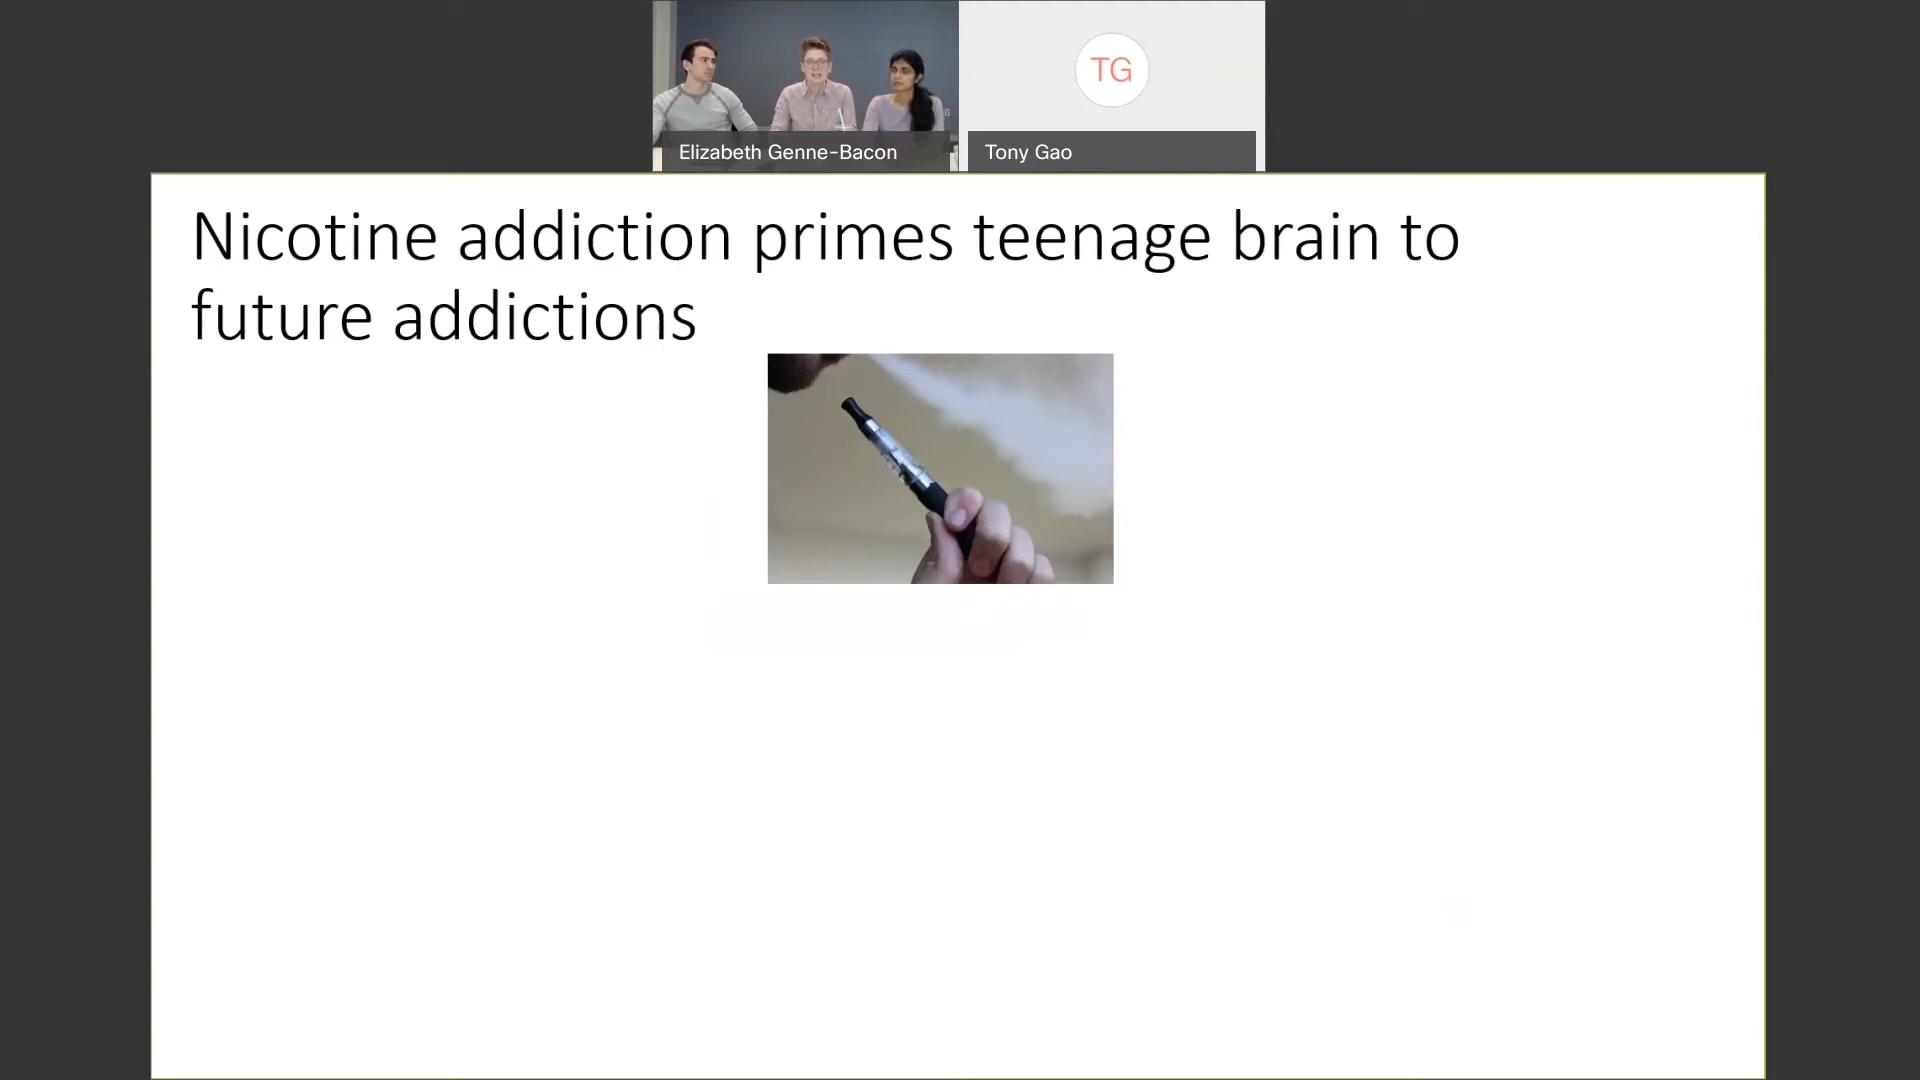 TG
Elizabeth Genne-Bacon
Tony Gao
Nicotine addiction primes teenage brain to
future addictions